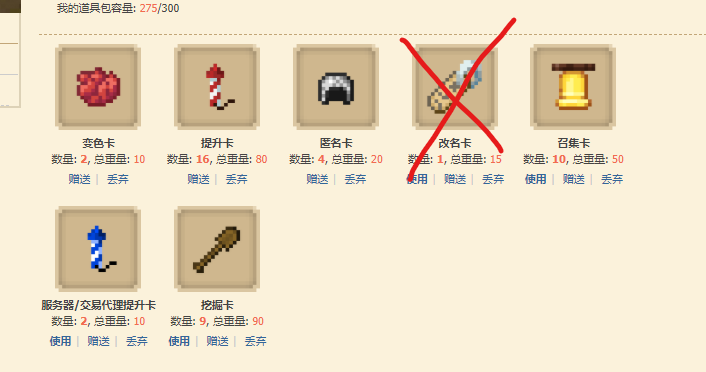 我的道具包容量: 275/300
变色卡 提升卡 匿名卡 改名卡 召集卡
数量: 2, 总重量: 10 数量: 16, 总重量: 80 数量: 4, 总重量: 20 数量: 1, 总重量: 15 数量: 10, 总重量: 50
赠送| 丢弃 赠送| 丢弃 赠送| 丢弃 使用| 赠送| 丢弃 使用| 赠送| 丢弃
服务器/交易代理提升卡 挖掘卡
数量: 2, 总重量: 10 数量: 9, 总重量: 90
使用| 赠送| 丢弃 使用| 赠送| 丢弃